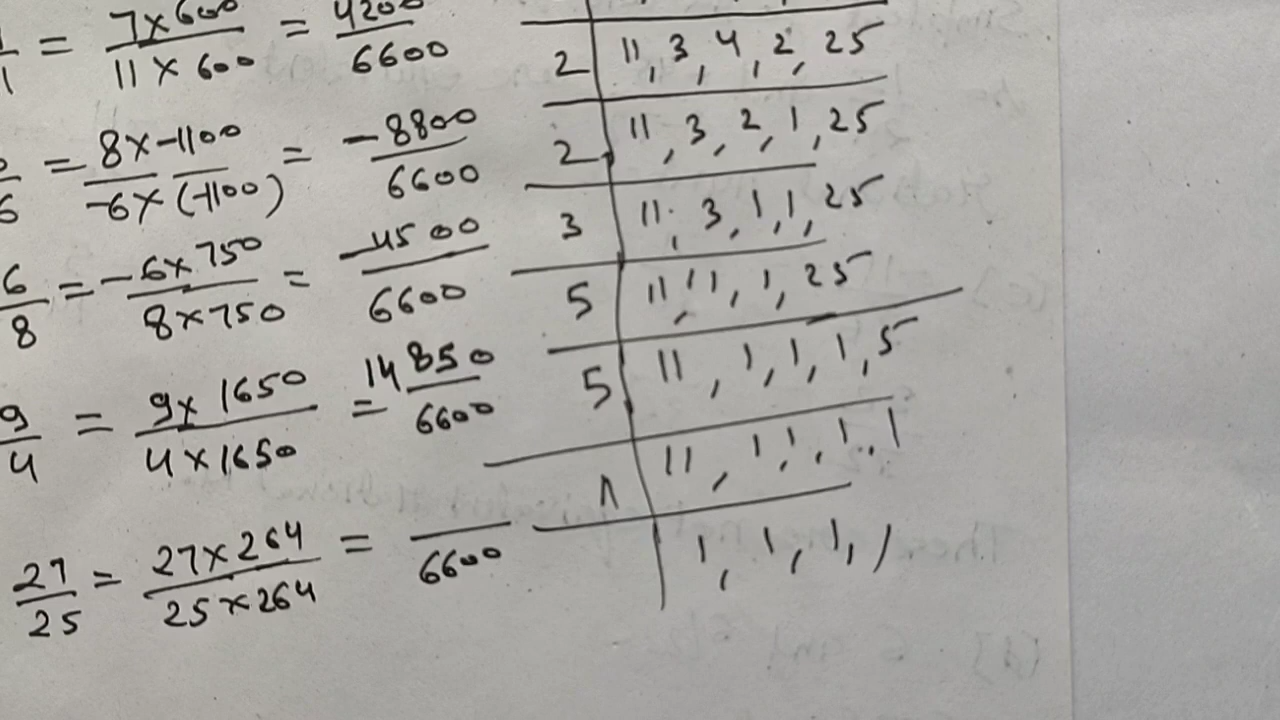 = 7×600 / 11 × 600 = 4200 / 6600
= 8×-1100 / -6×(-1100) = -8800 / 6600
6/8 = -6×750 / 8×750 = -4500 / 6600
9/4 = 9× 1650 / 4×1650 = 14850 / 6600
27/25 = 27×264 / 25×264 = / 6600
2 | 11, 3, 4, 2, 25
2 | 11, 3, 2, 1, 25
3 | 11, 3, 1, 1, 25
5 | 11, 1, 1, 25
5 | 11, 1, 1, 1, 5
11, 1, 1, 1, 1
1, 1, 1, 1